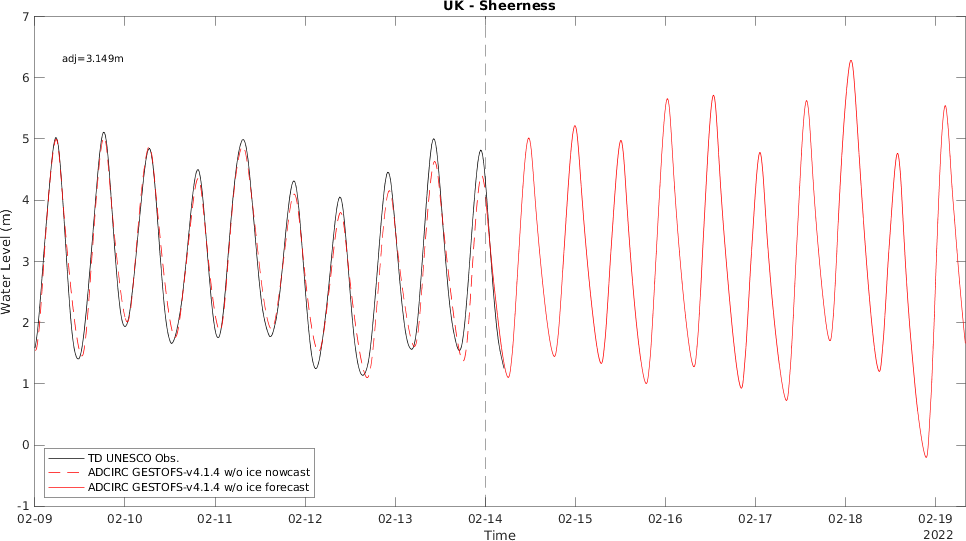 UK - Sheerness
adj=3.149m
7
6
5
4
3
2
1
0
-1
Water Level (m)
TD UNESCO Obs.
ADCIRC GESTOFS-v4.1.4 w/o ice nowcast
ADCIRC GESTOFS-v4.1.4 w/o ice forecast
02-09 02-10 02-11 02-12 02-13 02-14 02-15 02-16 02-17 02-18 02-19
Time
2022